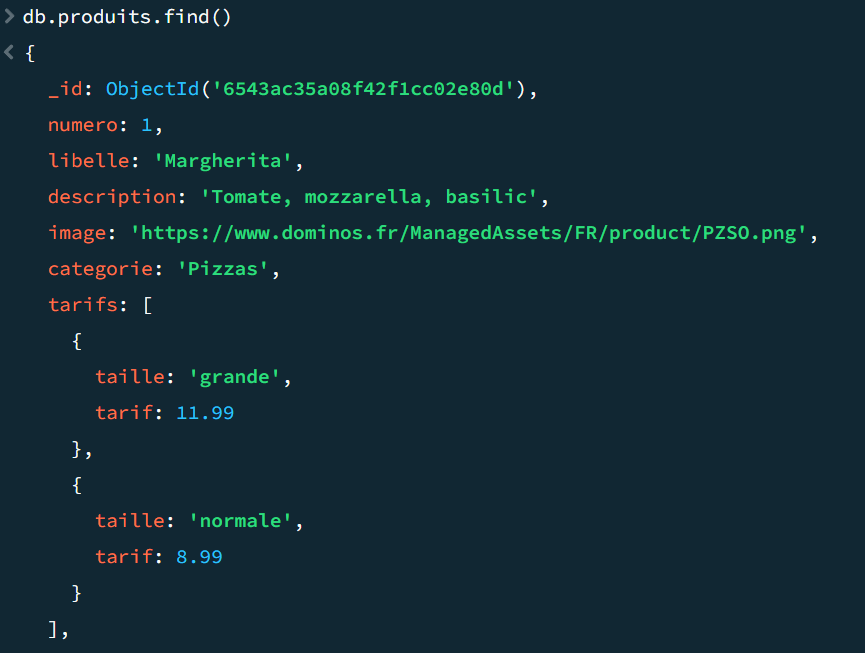 > db.produits.find()
< {
_id: ObjectId('6543ac35a08f42f1cc02e80d'),
numero: 1,
libelle: 'Margherita',
description: 'Tomate, mozzarella, basilic',
image: 'https://www.dominos.fr/ManagedAssets/FR/product/PZSO.png',
categorie: 'Pizzas',
tarifs: [
{
taille: 'grande',
tarif: 11.99
},
{
taille: 'normale',
tarif: 8.99
}
],